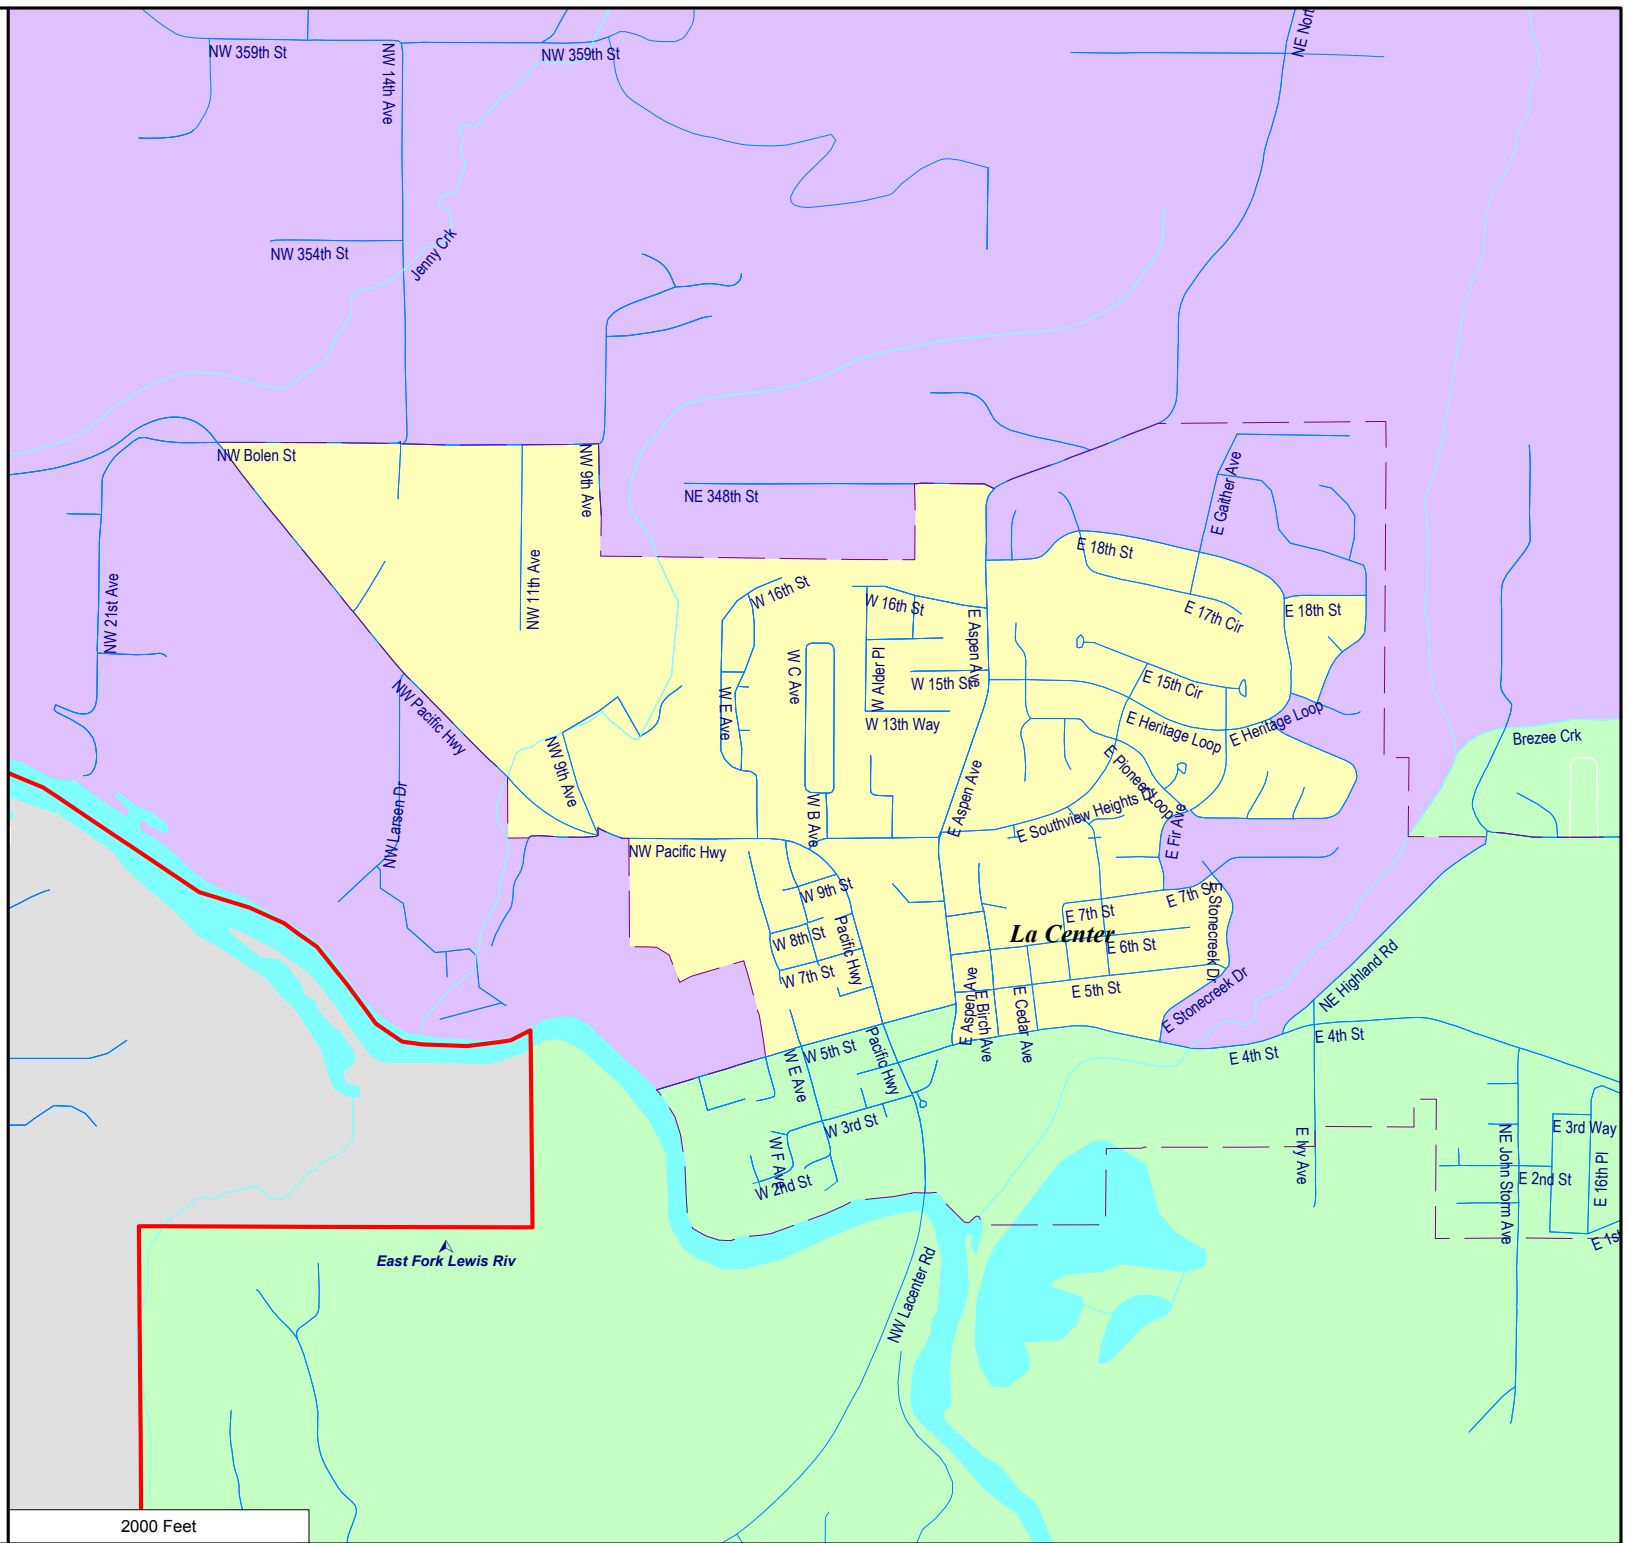 NW 359th St
NW 14th Ave
NW 359th St
NE Nort
NW 354th St
Jenny Crk
NW Bolen St
NW 9th Ave
NE 348th St
E Gaither Ave
E 18th St
NW 21st Ave
NW 11th Ave
W 16th St
W 16th St
E Aspen Ave
E 17th Cir
E 18th St
W C Ave
W Alder Pl
W 15th St
E 15th Cir
NW Pacific Hwy
W E Ave
W 13th Way
E Heritage Loop
E Heritage Loop
Brezee Crk
NW 9th Ave
E Pioneer Loop
NW Larsen Dr
W B Ave
E Aspen Ave
E Southview Heights Dr
E Fir Ave
NW Pacific Hwy
W 9th St
E 7th St
E 7th St
E Stonecreek Dr
W 8th St
Pacific Hwy
La Center
E 6th St
W 7th St
E Aspen Ave
E Birch Ave
E Cedar Ave
E 5th St
E Stonecreek Dr
NE Highland Rd
W 5th St
Pacific Hwy
E 4th St
E 4th St
W E Ave
W 3rd St
W F Ave
W 2nd St
E Ivy Ave
NE John Storm Ave
E 3rd Way
E 2nd St
E 16th Pl
E 1st
East Fork Lewis Riv
NW Lacenter Rd
2000 Feet